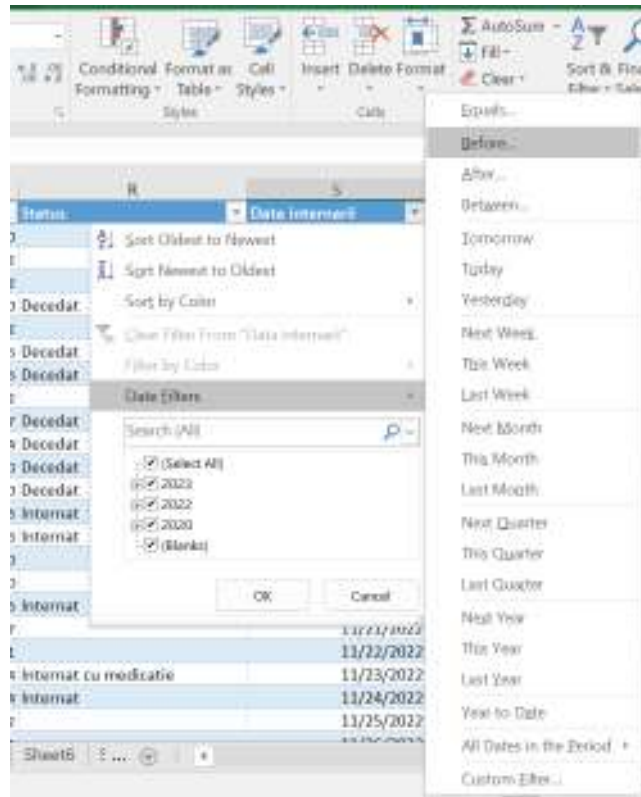 AutoSum
Fill
Clear
Conditional Formatting
Format as Table
Cell Styles
Insert Delete Format
Sort & Filter
Styles
Cells
R
S
Status
Data internarii
Sort Oldest to Newest
Sort Newest to Oldest
Sort by Color
Clear Filter From "Data internarii"
Filter by Color
Date Filters
Search (All)
(Select All)
2023
2022
2020
(Blanks)
OK
Cancel
Equals...
Before...
After...
Between...
Tomorrow
Today
Yesterday
Next Week
This Week
Last Week
Next Month
This Month
Last Month
Next Quarter
This Quarter
Last Quarter
Next Year
This Year
Last Year
Year to Date
All Dates in the Period
Custom Filter...
Decedat
Decedat
Decedat
Decedat
Decedat
Decedat
Decedat
Internat
Internat
Internat
11/21/2022
11/22/2022
Internat cu medicatie 11/23/2022
Internat 11/24/2022
11/25/2022
11/26/2022
Sheet6